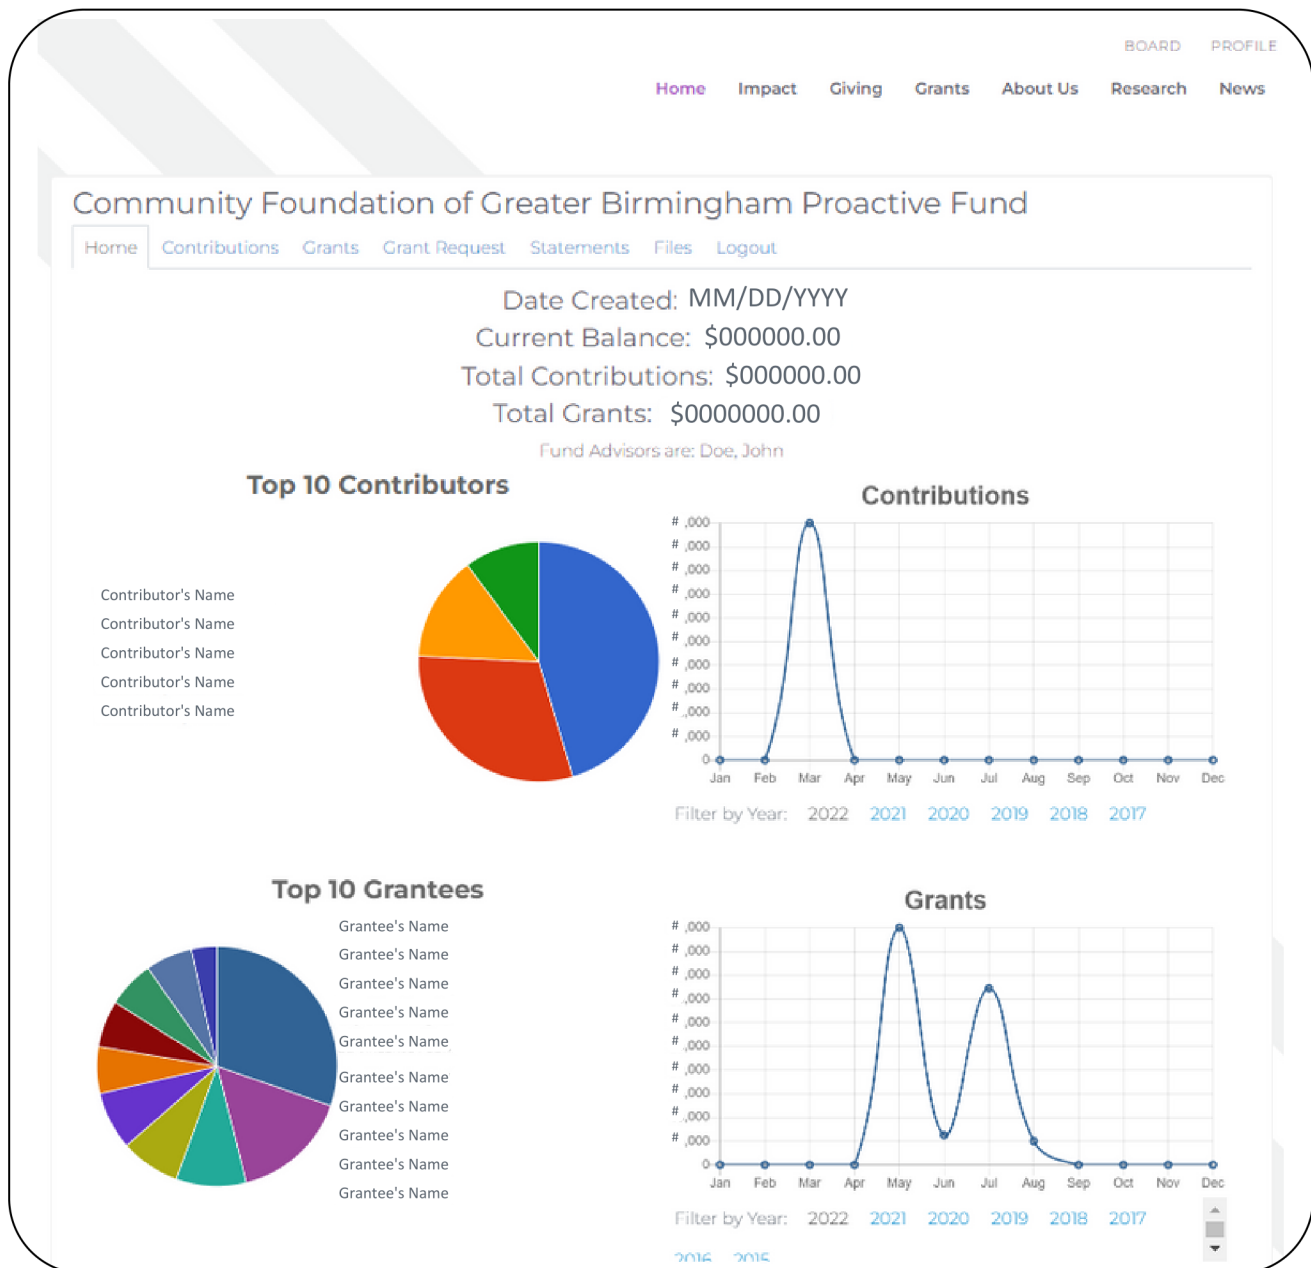 BOARD PROFILE
Home Impact Giving Grants About Us Research News
Community Foundation of Greater Birmingham Proactive Fund
Home Contributions Grants Grant Request Statements Files Logout
Date Created: MM/DD/YYYY
Current Balance: $000000.00
Total Contributions: $000000.00
Total Grants: $0000000.00
Fund Advisors are: Doe, John
Top 10 Contributors
Contributor's Name
Contributor's Name
Contributor's Name
Contributor's Name
Contributor's Name
Contributions
# ,000
# ,000
# ,000
# ,000
# ,000
# ,000
# ,000
# ,000
# ,000
# ,000
0
Jan Feb Mar Apr May Jun Jul Aug Sep Oct Nov Dec
Filter by Year: 2022 2021 2020 2019 2018 2017
Top 10 Grantees
Grantee's Name
Grantee's Name
Grantee's Name
Grantee's Name
Grantee's Name
Grantee's Name
Grantee's Name
Grantee's Name
Grantee's Name
Grantee's Name
Grants
# ,000
# ,000
# ,000
# ,000
# ,000
# ,000
# ,000
# ,000
# ,000
# ,000
0
Jan Feb Mar Apr May Jun Jul Aug Sep Oct Nov Dec
Filter by Year: 2022 2021 2020 2019 2018 2017
2016 2015